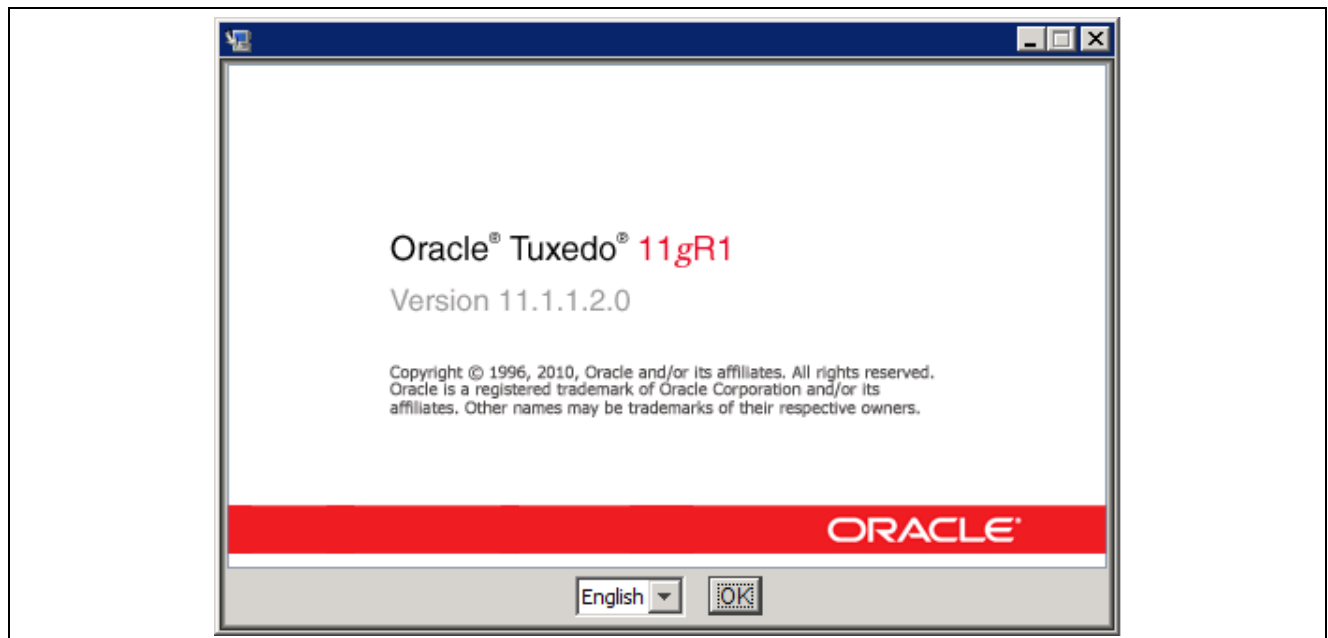 Oracle® Tuxedo® 11gR1
Version 11.1.1.2.0
Copyright © 1996, 2010, Oracle and/or its affiliates. All rights reserved.
Oracle is a registered trademark of Oracle Corporation and/or its
affiliates. Other names may be trademarks of their respective owners.
ORACLE®
English OK